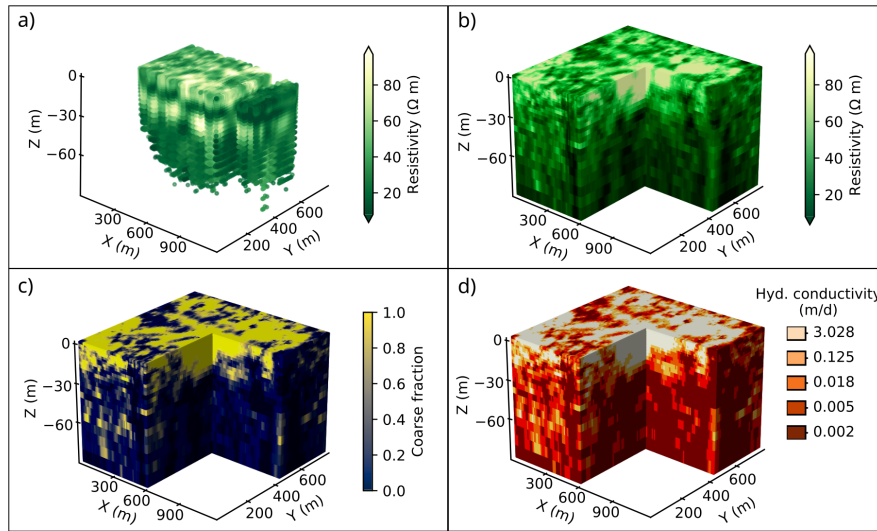 a)
0
−30
−60
Z (m)
300
600
900
X (m)
200
400
600
Y (m)
80
60
40
20
Resistivity (Ω m)
b)
0
−30
−60
Z (m)
300
600
900
X (m)
200
400
600
Y (m)
80
60
40
20
Resistivity (Ω m)
c)
0
−30
−60
Z (m)
300
600
900
X (m)
200
400
600
Y (m)
1.0
0.8
0.6
0.4
0.2
0.0
Coarse fraction
d)
0
−30
−60
Z (m)
300
600
900
X (m)
200
400
600
Y (m)
Hyd. conductivity
(m/d)
3.028
0.125
0.018
0.005
0.002